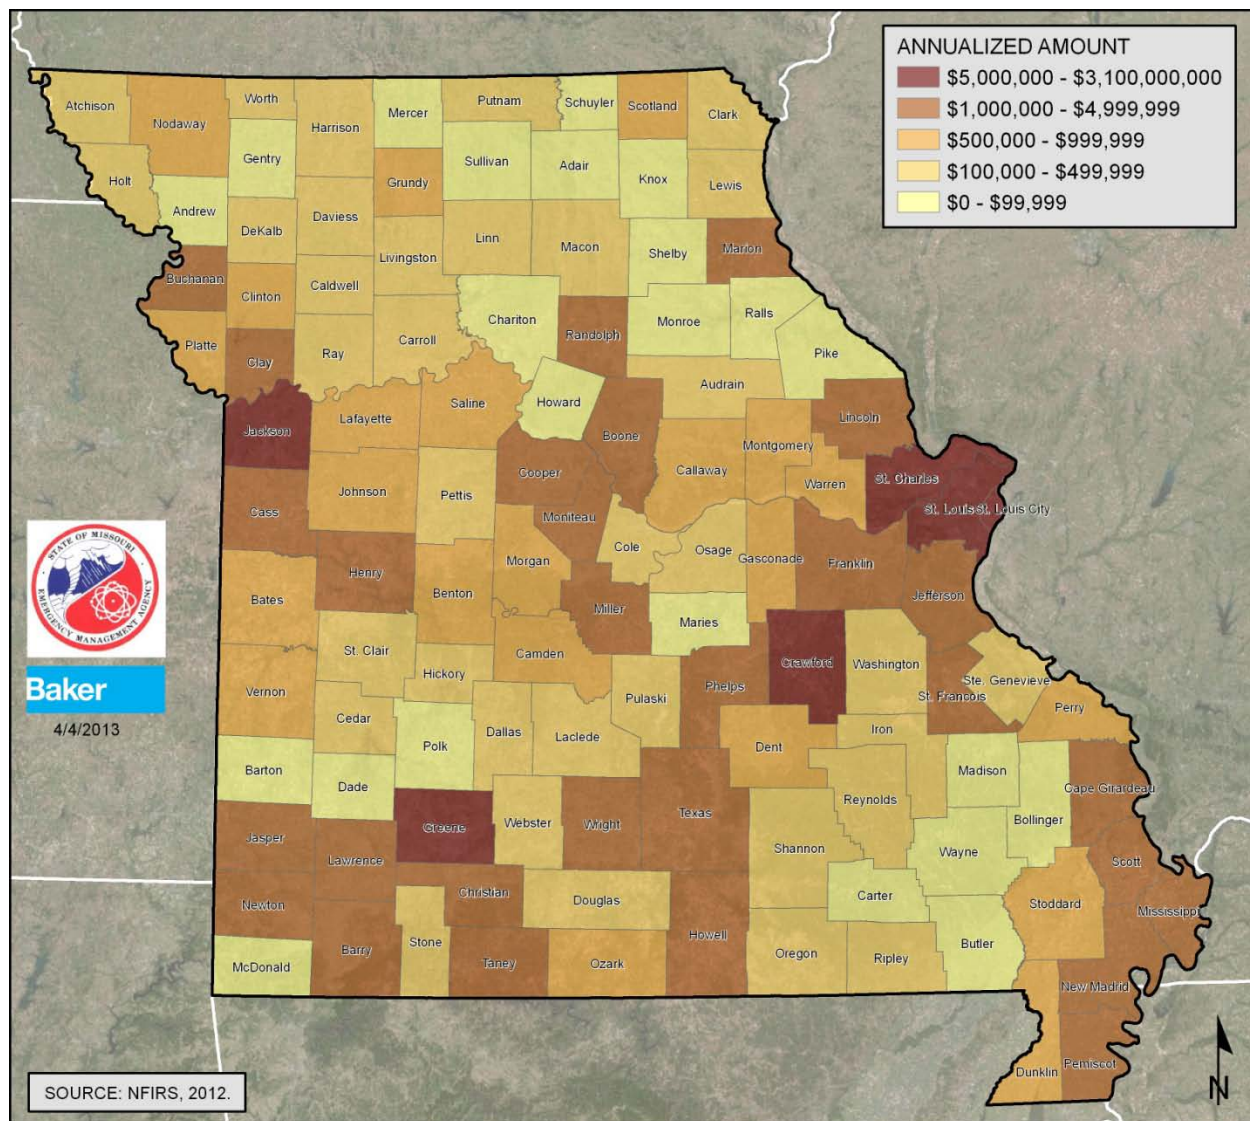 ANNUALIZED AMOUNT
$5,000,000 - $3,100,000,000
$1,000,000 - $4,999,999
$500,000 - $999,999
$100,000 - $499,999
$0 - $99,999
Atchison
Nodaway
Worth
Harrison
Mercer
Putnam
Schuyler
Scotland
Clark
Holt
Gentry
Andrew
DeKalb
Daviess
Grundy
Sullivan
Adair
Knox
Lewis
Livingston
Linn
Macon
Shelby
Marion
Buchanan
Clinton
Caldwell
Platte
Clay
Ray
Carroll
Chariton
Randolph
Monroe
Ralls
Pike
Audrain
Howard
Lafayette
Saline
Jackson
Boone
Lincoln
Callaway
Montgomery
Warren
St. Charles
St. Louis
St. Louis City
Cass
Johnson
Pettis
Cooper
Moniteau
Cole
Osage
Gasconade
Franklin
Jefferson
Bates
Henry
Benton
Morgan
Miller
Maries
Camden
Phelps
Crawford
Washington
St. Francois
Ste. Genevieve
Perry
Vernon
St. Clair
Hickory
Cedar
Polk
Dallas
Laclede
Pulaski
Dent
Iron
Madison
Bollinger
Cape Girardeau
Barton
Dade
Greene
Webster
Wright
Texas
Reynolds
Shannon
Wayne
Scott
Jasper
Lawrence
Christian
Douglas
Carter
Stoddard
Mississippi
Newton
Barry
Stone
Taney
Ozark
Howell
Oregon
Ripley
Butler
McDonald
New Madrid
Dunklin
Pemiscot
STATE OF MISSOURI
EMERGENCY MANAGEMENT AGENCY
Baker
4/4/2013
SOURCE: NFIRS, 2012.
N